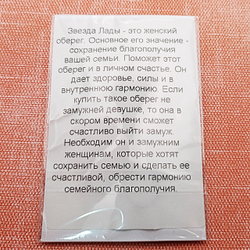 Звезда Лады - это женский
оберег. Основное его значение -
сохранение благополучия
вашей семьи. Поможет этот
оберег и в личном счастье. Он
дает здоровье, силы и в
внутреннюю гармонию. Если
купить такое оберег не
замужней девушке, то она в
скором времени сможет
счастливо выйти замуж.
Необходим он и замужним
женщинам, которые хотят
сохранить семью и сделать ее
счастливой, обрести гармонию
семейного благополучия.